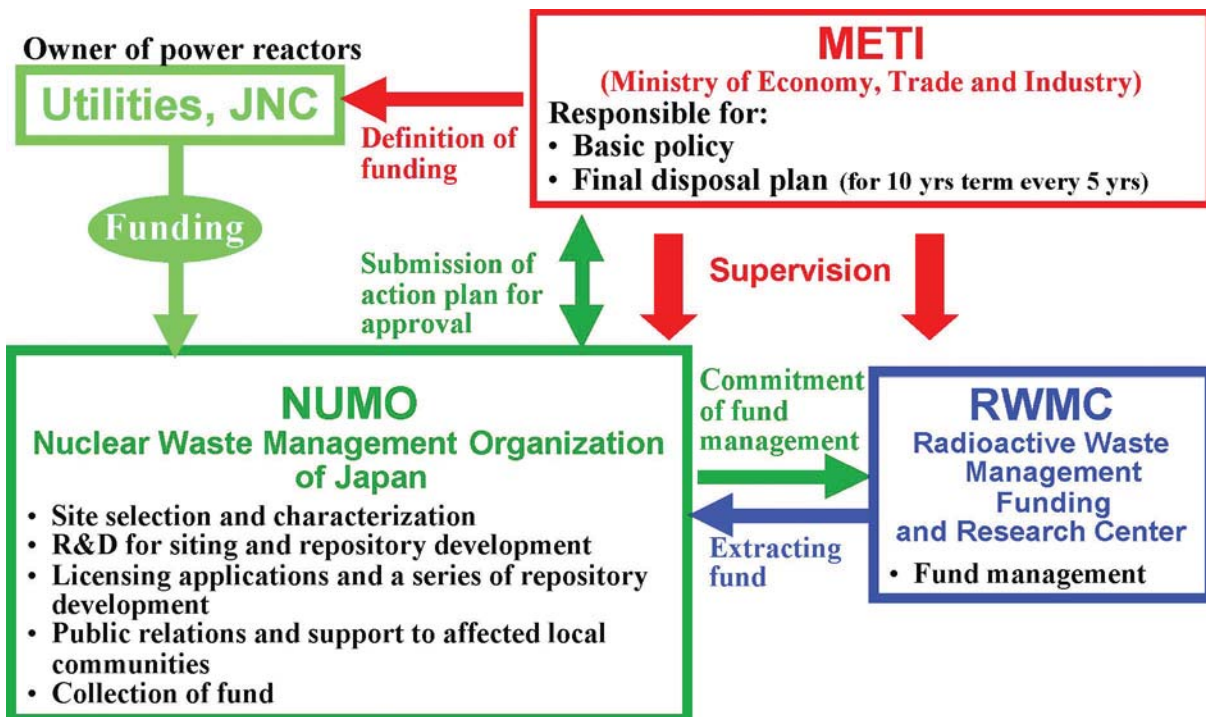 Owner of power reactors
Utilities, JNC
METI
(Ministry of Economy, Trade and Industry)
Responsible for:
• Basic policy
• Final disposal plan (for 10 yrs term every 5 yrs)
Definition of
funding
Funding
Submission of
action plan for
approval
Supervision
NUMO
Nuclear Waste Management Organization
of Japan
• Site selection and characterization
• R&D for siting and repository development
• Licensing applications and a series of repository
development
• Public relations and support to affected local
communities
• Collection of fund
Commitment
of fund
management
Extracting
fund
RWMC
Radioactive Waste
Management
Funding
and Research Center
• Fund management